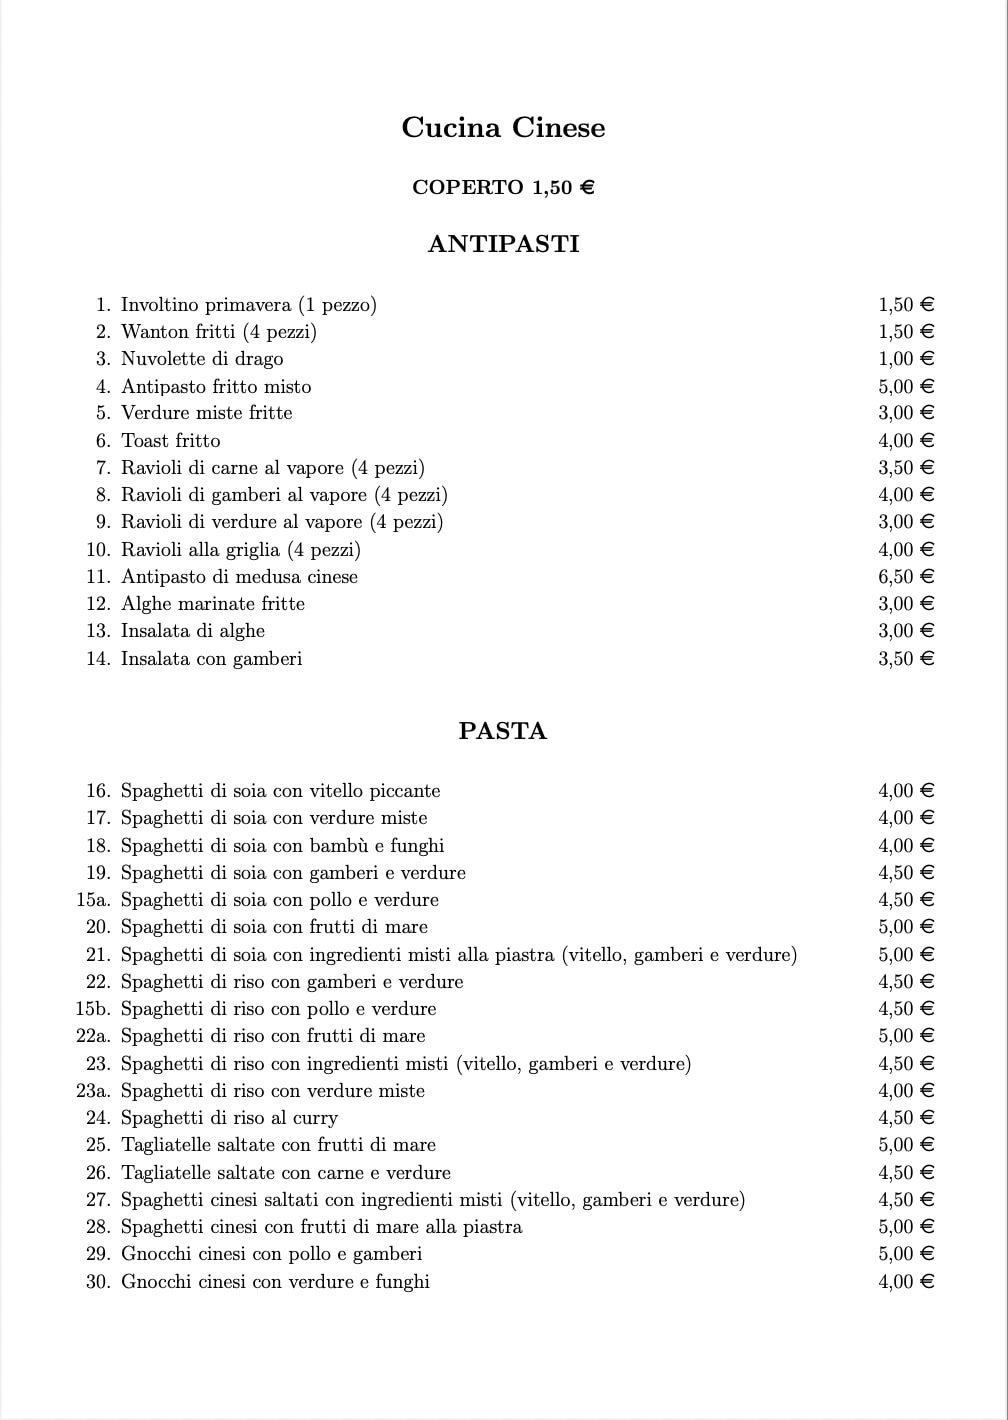 Cucina Cinese
COPERTO 1,50 €
ANTIPASTI
1. Involtino primavera (1 pezzo) 1,50 €
2. Wanton fritti (4 pezzi) 1,50 €
3. Nuvolette di drago 1,00 €
4. Antipasto fritto misto 5,00 €
5. Verdure miste fritte 3,00 €
6. Toast fritto 4,00 €
7. Ravioli di carne al vapore (4 pezzi) 3,50 €
8. Ravioli di gamberi al vapore (4 pezzi) 4,00 €
9. Ravioli di verdure al vapore (4 pezzi) 3,00 €
10. Ravioli alla griglia (4 pezzi) 4,00 €
11. Antipasto di medusa cinese 6,50 €
12. Alghe marinate fritte 3,00 €
13. Insalata di alghe 3,00 €
14. Insalata con gamberi 3,50 €
PASTA
16. Spaghetti di soia con vitello piccante 4,00 €
17. Spaghetti di soia con verdure miste 4,00 €
18. Spaghetti di soia con bambù e funghi 4,00 €
19. Spaghetti di soia con gamberi e verdure 4,50 €
15a. Spaghetti di soia con pollo e verdure 4,50 €
20. Spaghetti di soia con frutti di mare 5,00 €
21. Spaghetti di soia con ingredienti misti alla piastra (vitello, gamberi e verdure) 5,00 €
22. Spaghetti di riso con gamberi e verdure 4,50 €
15b. Spaghetti di riso con pollo e verdure 4,50 €
22a. Spaghetti di riso con frutti di mare 5,00 €
23. Spaghetti di riso con ingredienti misti (vitello, gamberi e verdure) 4,50 €
23a. Spaghetti di riso con verdure miste 4,00 €
24. Spaghetti di riso al curry 4,50 €
25. Tagliatelle saltate con frutti di mare 5,00 €
26. Tagliatelle saltate con carne e verdure 4,50 €
27. Spaghetti cinesi saltati con ingredienti misti (vitello, gamberi e verdure) 4,50 €
28. Spaghetti cinesi con frutti di mare alla piastra 5,00 €
29. Gnocchi cinesi con pollo e gamberi 5,00 €
30. Gnocchi cinesi con verdure e funghi 4,00 €